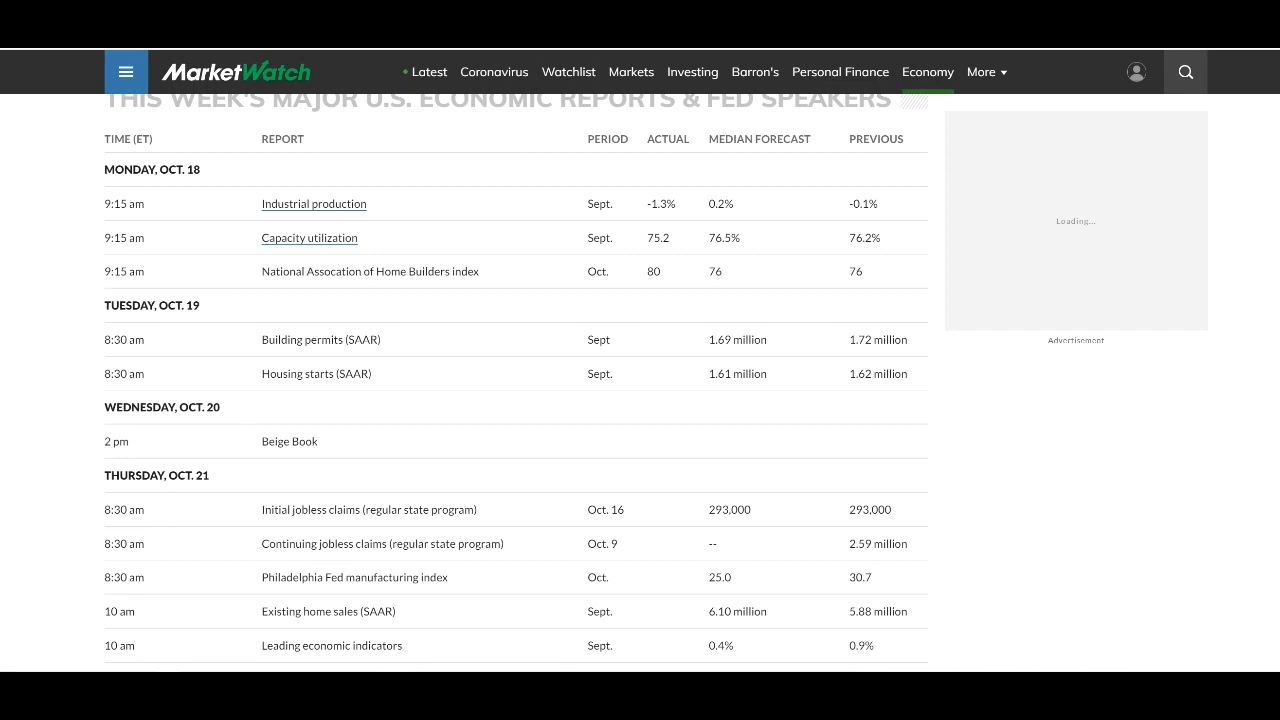 MarketWatch Latest Coronavirus Watchlist Markets Investing Barron's Personal Finance Economy More
THIS WEEK'S MAJOR U.S. ECONOMIC REPORTS & FED SPEAKERS
TIME (ET) REPORT PERIOD ACTUAL MEDIAN FORECAST PREVIOUS
MONDAY, OCT. 18
9:15 am Industrial production Sept. -1.3% 0.2% -0.1%
9:15 am Capacity utilization Sept. 75.2 76.5% 76.2%
9:15 am National Assocation of Home Builders index Oct. 80 76 76
TUESDAY, OCT. 19
8:30 am Building permits (SAAR) Sept 1.69 million 1.72 million
8:30 am Housing starts (SAAR) Sept. 1.61 million 1.62 million
WEDNESDAY, OCT. 20
2 pm Beige Book
THURSDAY, OCT. 21
8:30 am Initial jobless claims (regular state program) Oct. 16 293,000 293,000
8:30 am Continuing jobless claims (regular state program) Oct. 9 -- 2.59 million
8:30 am Philadelphia Fed manufacturing index Oct. 25.0 30.7
10 am Existing home sales (SAAR) Sept. 6.10 million 5.88 million
10 am Leading economic indicators Sept. 0.4% 0.9%
Loading...
Advertisement